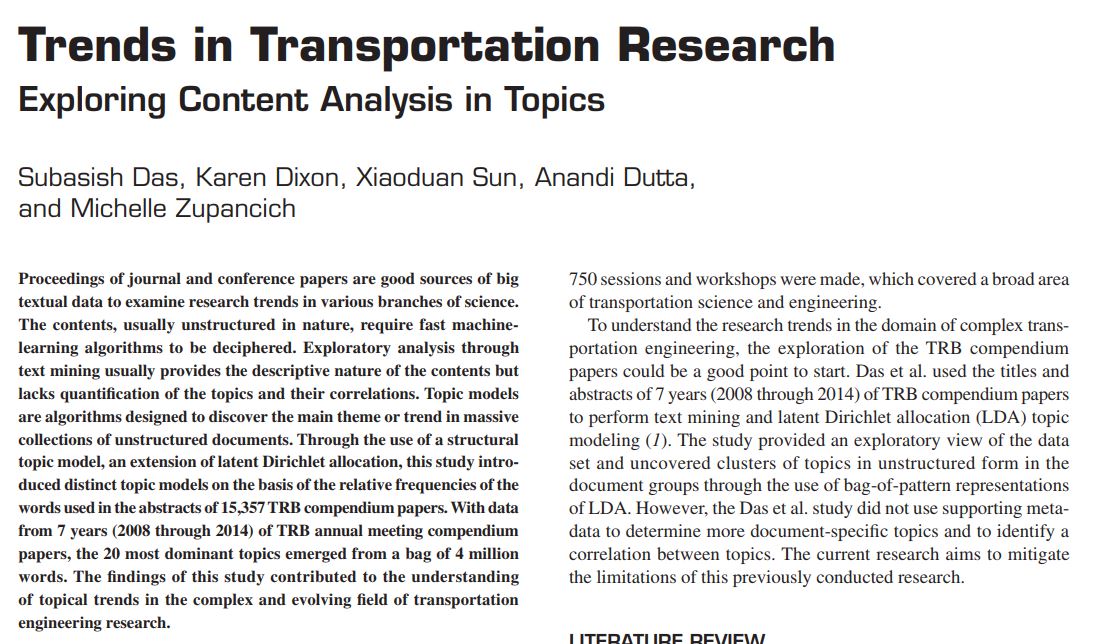 Trends in Transportation Research
Exploring Content Analysis in Topics
Subasish Das, Karen Dixon, Xiaoduan Sun, Anandi Dutta,
and Michelle Zupancich
Proceedings of journal and conference papers are good sources of big
textual data to examine research trends in various branches of science.
The contents, usually unstructured in nature, require fast machine-
learning algorithms to be deciphered. Exploratory analysis through
text mining usually provides the descriptive nature of the contents but
lacks quantification of the topics and their correlations. Topic models
are algorithms designed to discover the main theme or trend in massive
collections of unstructured documents. Through the use of a structural
topic model, an extension of latent Dirichlet allocation, this study intro-
duced distinct topic models on the basis of the relative frequencies of the
words used in the abstracts of 15,357 TRB compendium papers. With data
from 7 years (2008 through 2014) of TRB annual meeting compendium
papers, the 20 most dominant topics emerged from a bag of 4 million
words. The findings of this study contributed to the understanding
of topical trends in the complex and evolving field of transportation
engineering research.
750 sessions and workshops were made, which covered a broad area
of transportation science and engineering.
To understand the research trends in the domain of complex trans-
portation engineering, the exploration of the TRB compendium
papers could be a good point to start. Das et al. used the titles and
abstracts of 7 years (2008 through 2014) of TRB compendium papers
to perform text mining and latent Dirichlet allocation (LDA) topic
modeling (1). The study provided an exploratory view of the data
set and uncovered clusters of topics in unstructured form in the
document groups through the use of bag-of-pattern representations
of LDA. However, the Das et al. study did not use supporting meta-
data to determine more document-specific topics and to identify a
correlation between topics. The current research aims to mitigate
the limitations of this previously conducted research.
LITERATURE REVIEW